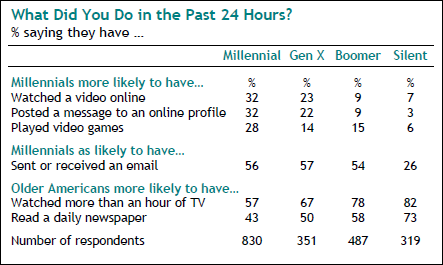 What Did You Do in the Past 24 Hours?
% saying they have …
Millennial Gen X Boomer Silent
Millennials more likely to have… % % % %
Watched a video online 32 23 9 7
Posted a message to an online profile 32 22 9 3
Played video games 28 14 15 6
Millennials as likely to have…
Sent or received an email 56 57 54 26
Older Americans more likely to have…
Watched more than an hour of TV 57 67 78 82
Read a daily newspaper 43 50 58 73
Number of respondents 830 351 487 319